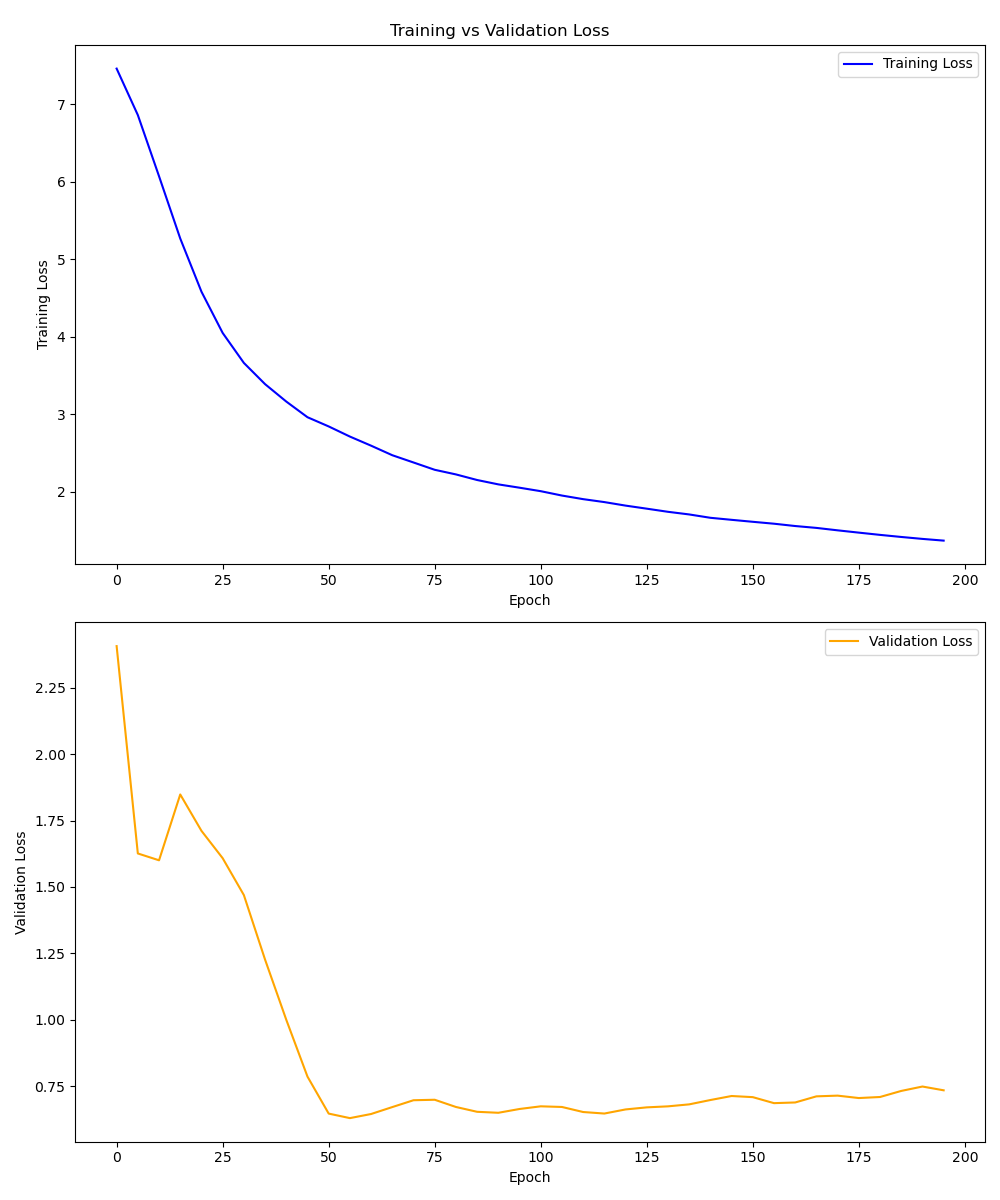 Training vs Validation Loss
Training Loss
7
6
5
4
3
2
Training Loss
0 25 50 75 100 125 150 175 200
Epoch
Validation Loss
2.25
2.00
1.75
1.50
1.25
1.00
0.75
Validation Loss
0 25 50 75 100 125 150 175 200
Epoch